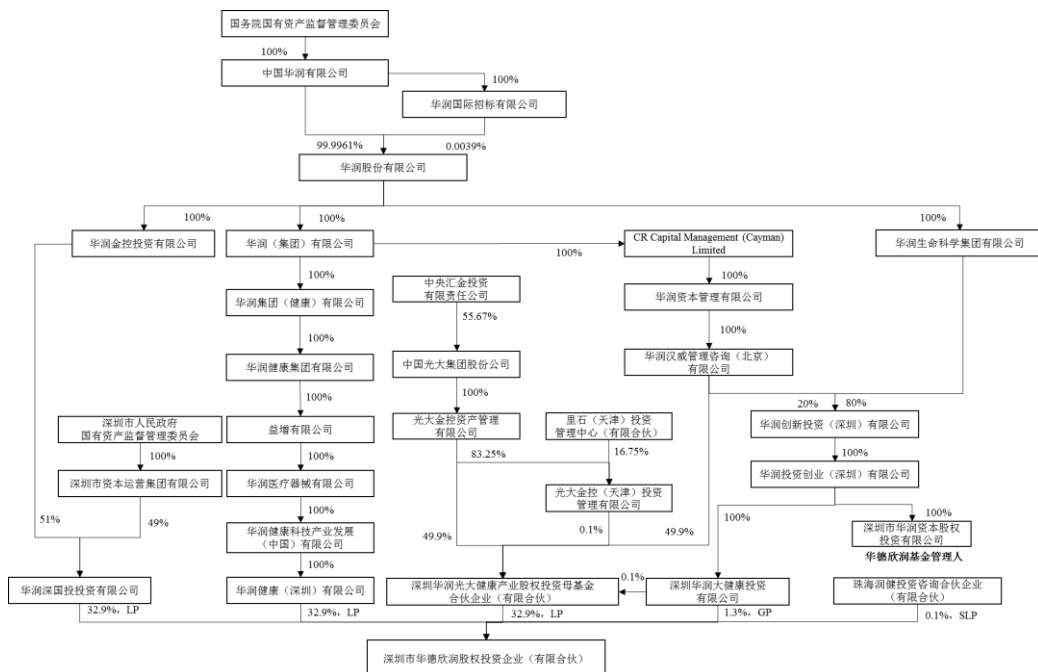 国务院国有资产监督管理委员会
100%
中国华润有限公司
100%
华润国际招标有限公司
99.9961%
0.0039%
华润股份有限公司
100%
100%
100%
华润金控投资有限公司
华润（集团）有限公司
100%
CR Capital Management (Cayman)
Limited
华润生命科学集团有限公司
100%
100%
华润集团（健康）有限公司
中央汇金投资
有限责任公司
华润资本管理有限公司
55.67%
100%
100%
华润健康集团有限公司
中国光大集团股份公司
华润汉威管理咨询（北京）
有限公司
100%
100%
20%
80%
深圳市人民政府
国有资产监督管理委员会
益增有限公司
光大金控资产管理
有限公司
里石（天津）投资
管理中心（有限合伙）
华润创新投资（深圳）有限公司
100%
100%
83.25%
16.75%
100%
深圳市资本运营集团有限公司
华润医疗器械有限公司
光大金控（天津）投资
管理有限公司
华润投资创业（深圳）有限公司
51%
49%
100%
49.9%
0.1%
49.9%
100%
100%
华润健康科技产业发展
（中国）有限公司
深圳市华润资本股权
投资有限公司
华德欣润基金管理人
100%
华润深国投投资有限公司
华润健康（深圳）有限公司
深圳华润光大健康产业股权投资母基金
合伙企业（有限合伙）
0.1%
深圳华润大健康投资
有限公司
珠海润健投资咨询合伙企业
（有限合伙）
32.9%，LP
32.9%，LP
32.9%，LP
1.3%，GP
0.1%，SLP
深圳市华德欣润股权投资企业（有限合伙）